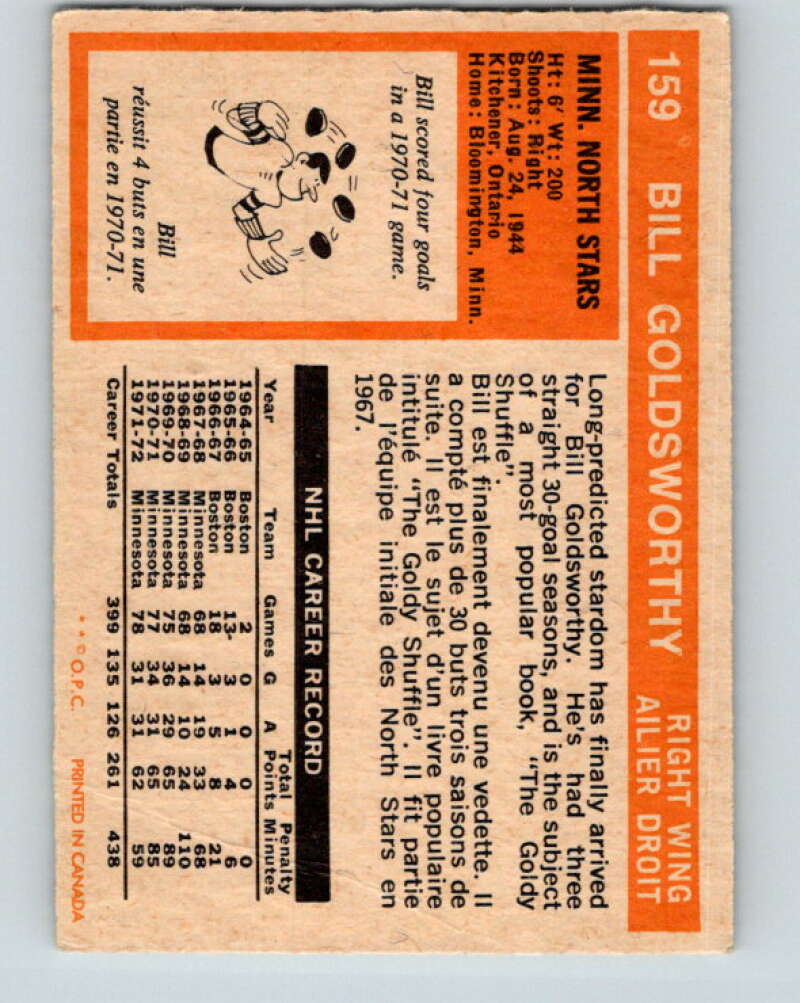 159 BILL GOLDSWORTHY
RIGHT WING
AILIER DROIT
MINN. NORTH STARS
Ht: 6' Wt: 200
Shoots: Right
Born: Aug. 24, 1944
Kitchener, Ontario
Home: Bloomington, Minn.
Bill scored four goals
in a 1970-71 game.
Bill
réussit 4 buts en une
partie en 1970-71.
Long-predicted stardom has finally arrived
for Bill Goldsworthy. He's had three
straight 30-goal seasons, and is the subject
of a most popular book, "The Goldy
Shuffle".
Bill est finalement devenu une vedette. Il
a compté plus de 30 buts trois saisons de
suite. Il est le sujet d'un livre populaire
intitulé "The Goldy Shuffle". Il fit partie
de l'équipe initiale des North Stars en
1967.
NHL CAREER RECORD
Total Penalty
Year Team Games G A Points Minutes
1964-65 Boston 2 0 0 0 0
1965-66 Boston 13 3 1 4 6
1966-67 Boston 18 3 5 8 21
1967-68 Minnesota 68 14 19 33 68
1968-69 Minnesota 68 14 10 24 110
1969-70 Minnesota 75 36 29 65 89
1970-71 Minnesota 77 34 31 65 85
1971-72 Minnesota 78 31 31 62 59
Career Totals 399 135 126 261 438
* * © O.P.C. PRINTED IN CANADA